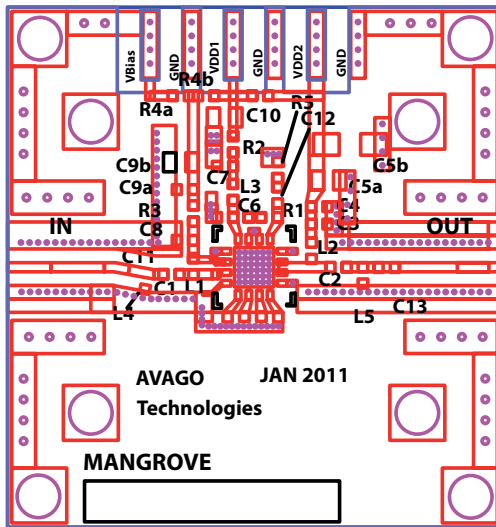 VBias
GND
VDD1
GND
VDD2
GND
R4b
R4a
C10
R5
C12
R2
C9b
C5b
C7
C9a
L3
C5a
R3
C6
R1
C4
IN
C8
C3
OUT
L2
C11
C1
L1
C2
L4
L5
C13
AVAGO
Technologies
JAN 2011
MANGROVE